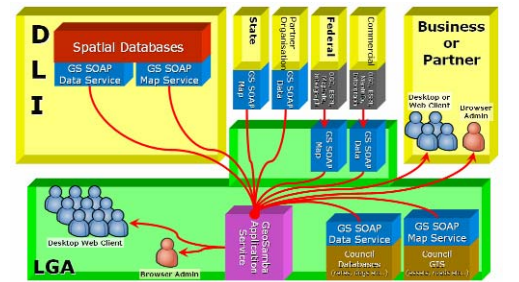 DLI
Spatial Databases
GS SOAP
Data Service
GS SOAP
Map Service
State
GS SOAP
Map
Partner
Organisation
GS SOAP
Data
Federal
GS SOAP
Map
Commercial
GS SOAP
Data
Business
or
Partner
Desktop or
Web Client
Browser
Admin
Desktop Web Client
Browser Admin
LGA
GeoSamba
Application
Service
GS SOAP
Data Service
Council
Databases
GS SOAP
Map Service
Council
GIS